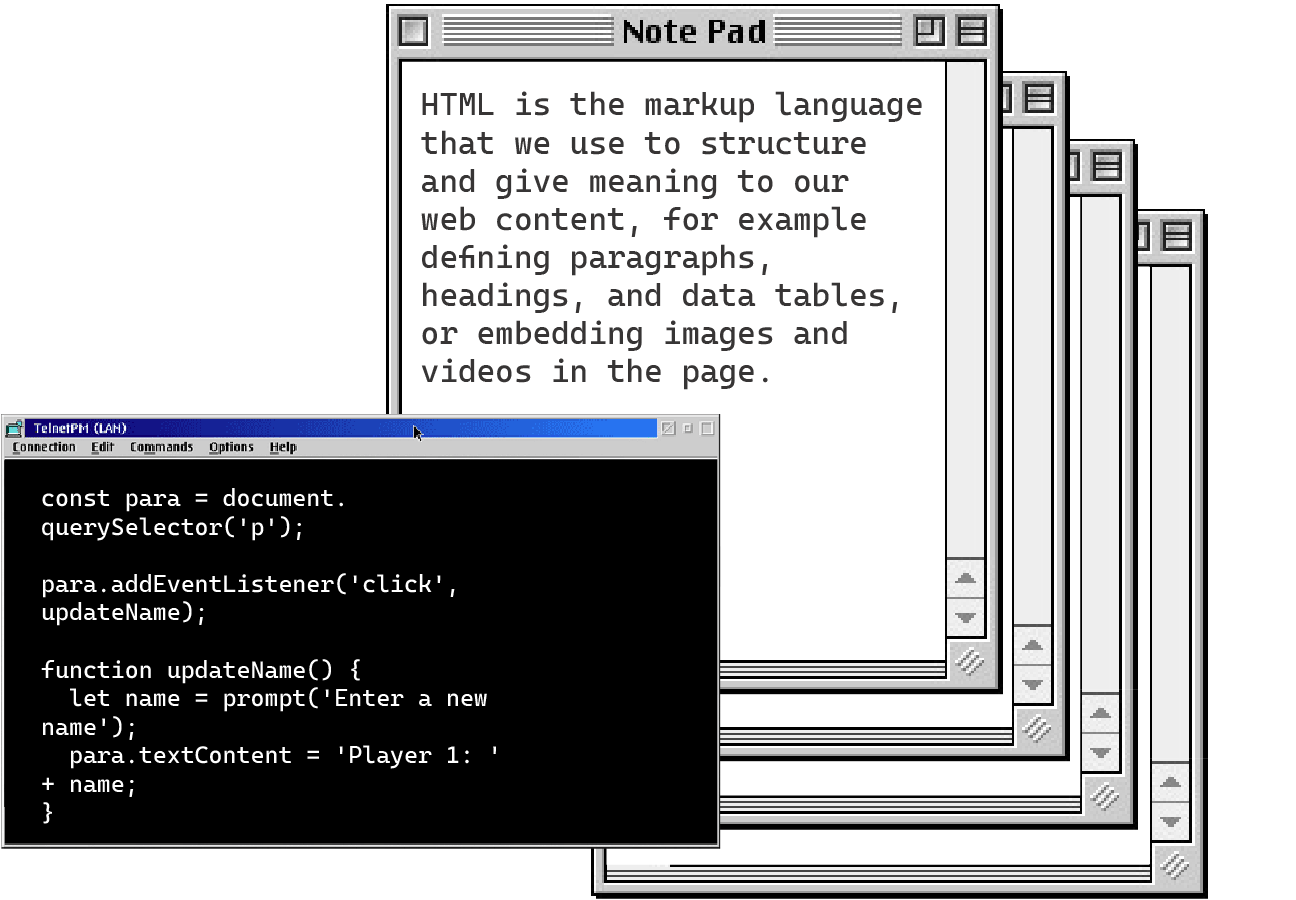 Note Pad
HTML is the markup language
that we use to structure
and give meaning to our
web content, for example
defining paragraphs,
headings, and data tables,
or embedding images and
videos in the page.
TelnetPM (LAN)
Connection Edit Commands Options Help
const para = document.
querySelector('p');
para.addEventListener('click',
updateName);
function updateName() {
  let name = prompt('Enter a new
name');
  para.textContent = 'Player 1: '
+ name;
}